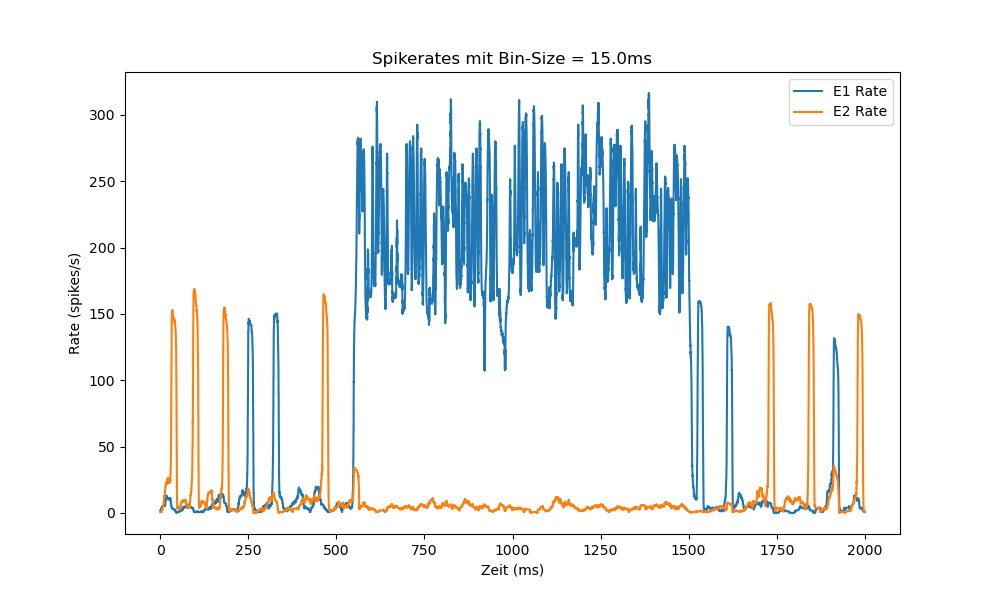 Spikerates mit Bin-Size = 15.0ms
E1 Rate
E2 Rate
Rate (spikes/s)
300
250
200
150
100
50
0
0 250 500 750 1000 1250 1500 1750 2000
Zeit (ms)